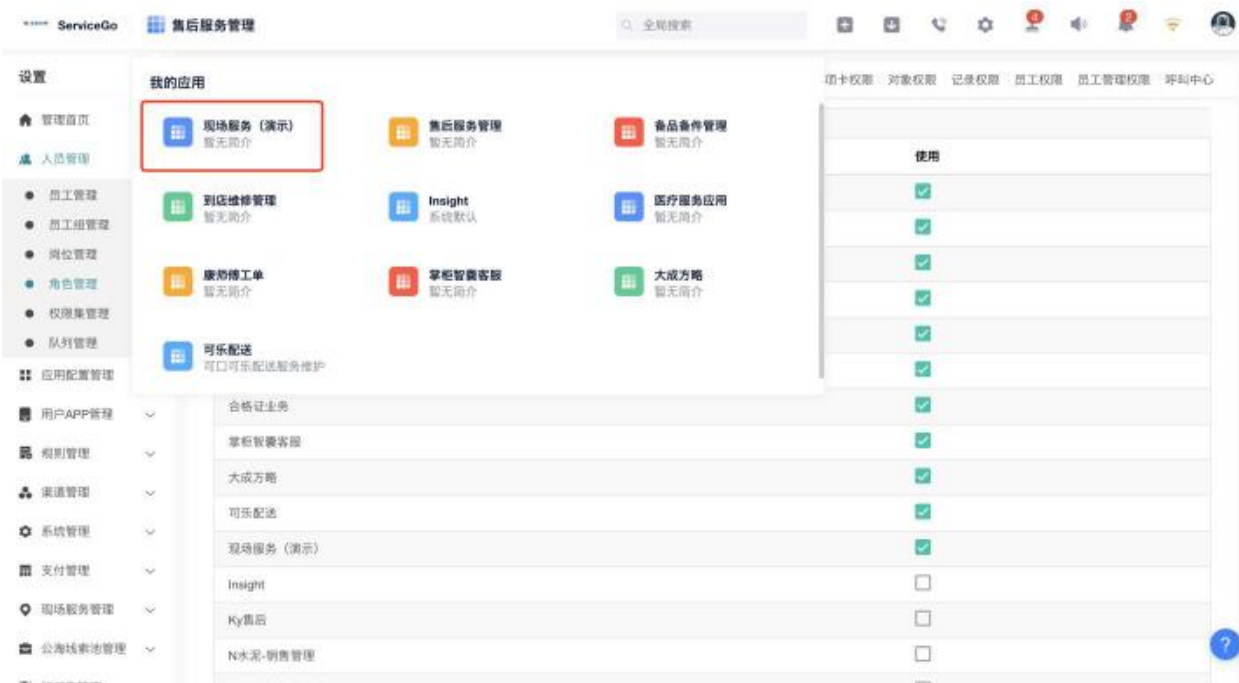 ServiceGo
售后服务管理
全局搜索
4
2
设置
我的应用
项卡权限 对象权限 记录权限 员工权限 员工管理权限 呼叫中心
管理首页
人员管理
员工管理
员工组管理
岗位管理
角色管理
权限集管理
队列管理
应用配置管理
用户APP管理
规则管理
渠道管理
系统管理
支付管理
现场服务管理
公海线索池管理
现场服务（演示）
暂无简介
售后服务管理
暂无简介
备品备件管理
暂无简介
到店维修管理
暂无简介
Insight
系统默认
医疗服务应用
暂无简介
康师傅工单
暂无简介
掌柜智囊客服
暂无简介
大成方略
暂无简介
可乐配送
可口可乐配送服务维护
使用
合格证业务
掌柜智囊客服
大成方略
可乐配送
现场服务（演示）
Insight
Ky售后
N水泥-销售管理
?